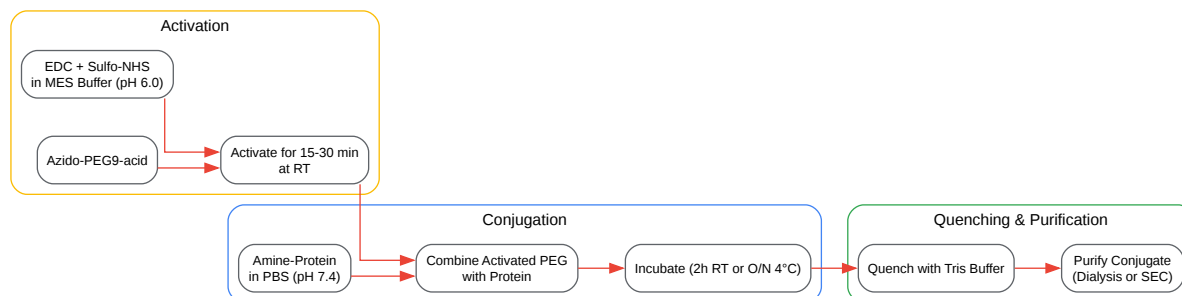 Activation
EDC + Sulfo-NHS
in MES Buffer (pH 6.0)
Azido-PEG9-acid
Activate for 15-30 min
at RT
Conjugation
Amine-Protein
in PBS (pH 7.4)
Combine Activated PEG
with Protein
Incubate (2h RT or O/N 4°C)
Quenching & Purification
Quench with Tris Buffer
Purify Conjugate
(Dialysis or SEC)